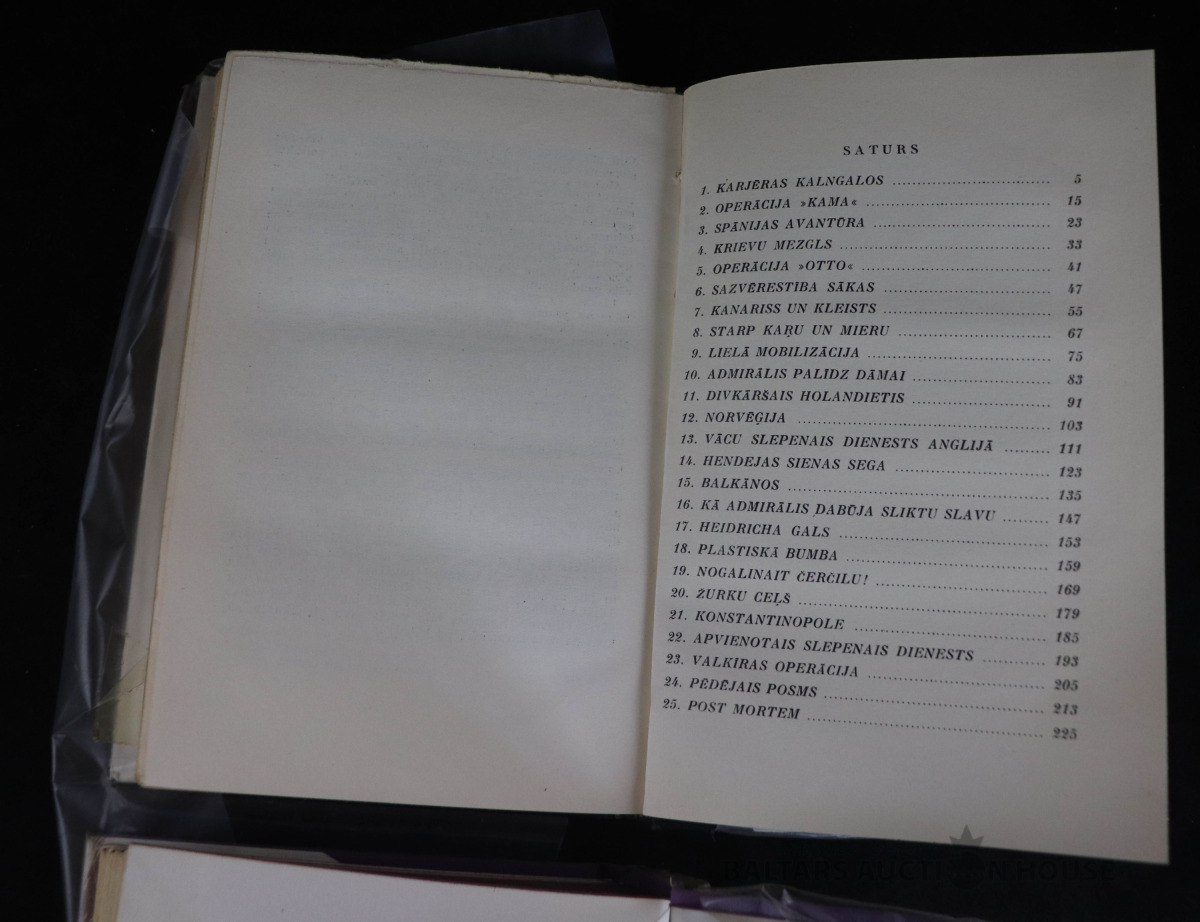 SATURS
1. KARJĒRAS KALNGALOS 5
2. OPERĀCIJA »KAMA« 15
3. SPĀNIJAS AVANTŪRA 23
4. KRIEVU MEZGLS 33
5. OPERĀCIJA »OTTO« 41
6. SAZVĒRESTĪBA SĀKAS 47
7. KANARISS UN KLEISTS 55
8. STARP KAŖU UN MIERU 67
9. LIELĀ MOBILIZĀCIJA 75
10. ADMIRĀLIS PALĪDZ DĀMAI 83
11. DIVKĀRŠAIS HOLANDIETIS 91
12. NORVĒĢIJA 103
13. VĀCU SLEPENAIS DIENESTS ANGLIJĀ 111
14. HENDEJAS SIENAS SEGA 123
15. BALKĀNOS 135
16. KĀ ADMIRĀLIS DABŪJA SLIKTU SLAVU 147
17. HEIDRICHA GALS 153
18. PLASTISKĀ BUMBA 159
19. NOGALINAIT ČERČILU! 169
20. ŽURKU CEĻŠ 179
21. KONSTANTINOPOLE 185
22. APVIENOTAIS SLEPENAIS DIENESTS 193
23. VALKIRAS OPERĀCIJA 205
24. PĒDĒJAIS POSMS 213
25. POST MORTEM 225
BALTARS AUCTION HOUSE